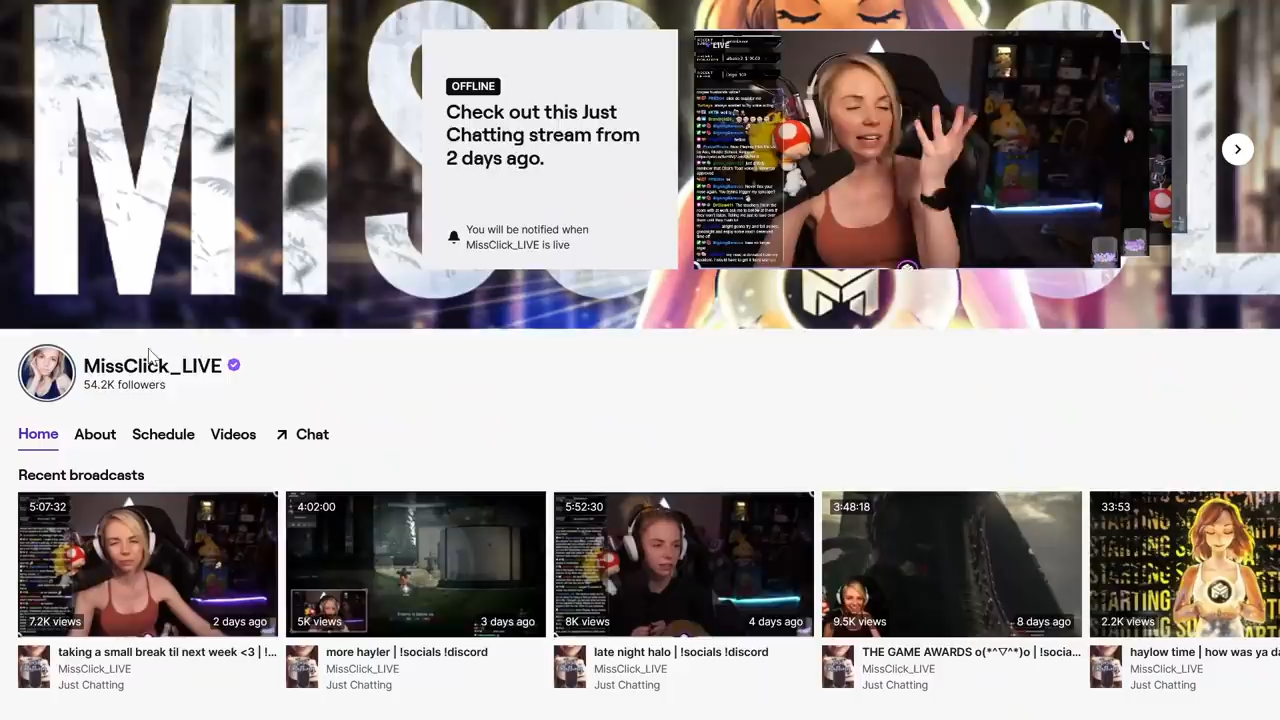 MISSCL
OFFLINE
Check out this Just
Chatting stream from
2 days ago.
You will be notified when
MissClick_LIVE is live
LIVE
MissClick_LIVE
54.2K followers
Home
About
Schedule
Videos
Chat
Recent broadcasts
5:07:32
7.2K views
2 days ago
taking a small break til next week <3 | !...
MissClick_LIVE
Just Chatting
4:02:00
5K views
3 days ago
more hayler | !socials !discord
MissClick_LIVE
Just Chatting
5:52:30
8K views
4 days ago
late night halo | !socials !discord
MissClick_LIVE
Just Chatting
3:48:18
9.5K views
8 days ago
THE GAME AWARDS o(*^▽^*)o | !socia...
MissClick_LIVE
Just Chatting
33:53
2.2K views
haylow time | how was ya da
MissClick_LIVE
Just Chatting